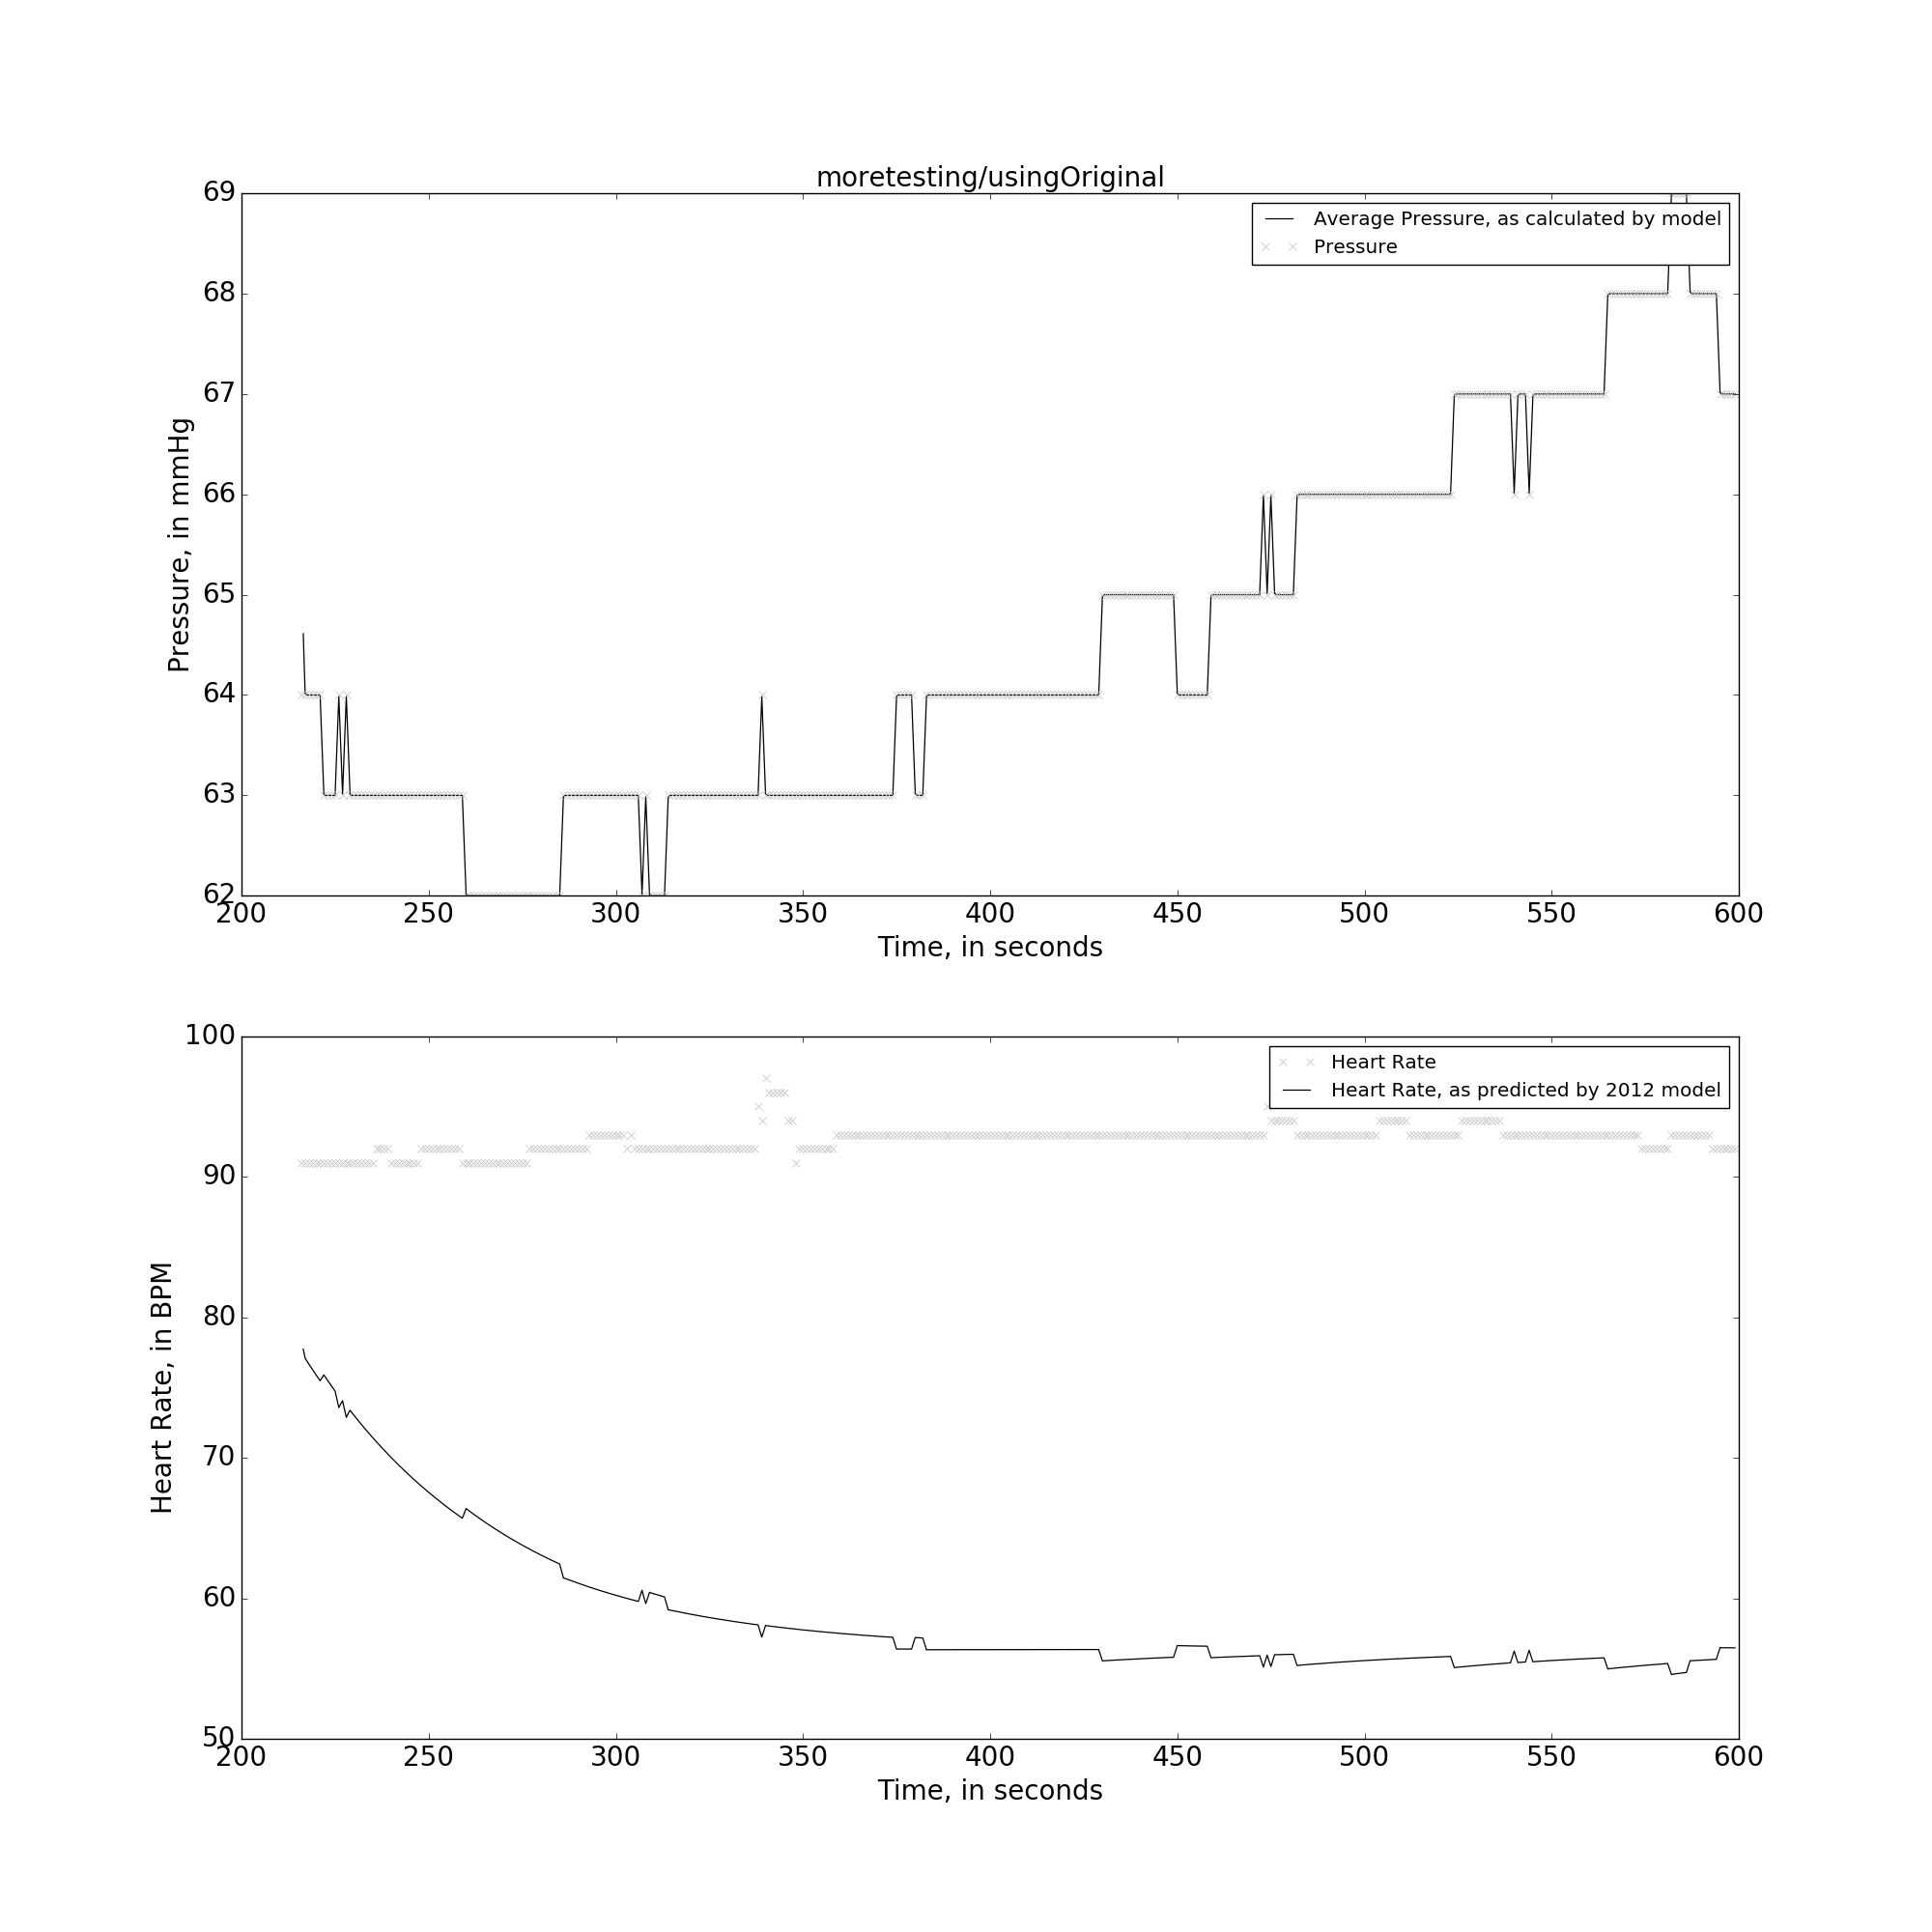 moretesting/usingOriginal
69
Average Pressure, as calculated by model
Pressure
68
67
66
65
64
63
62
Pressure, in mmHg
200 250 300 350 400 450 500 550 600
Time, in seconds
100
Heart Rate
Heart Rate, as predicted by 2012 model
90
80
70
60
50
Heart Rate, in BPM
200 250 300 350 400 450 500 550 600
Time, in seconds